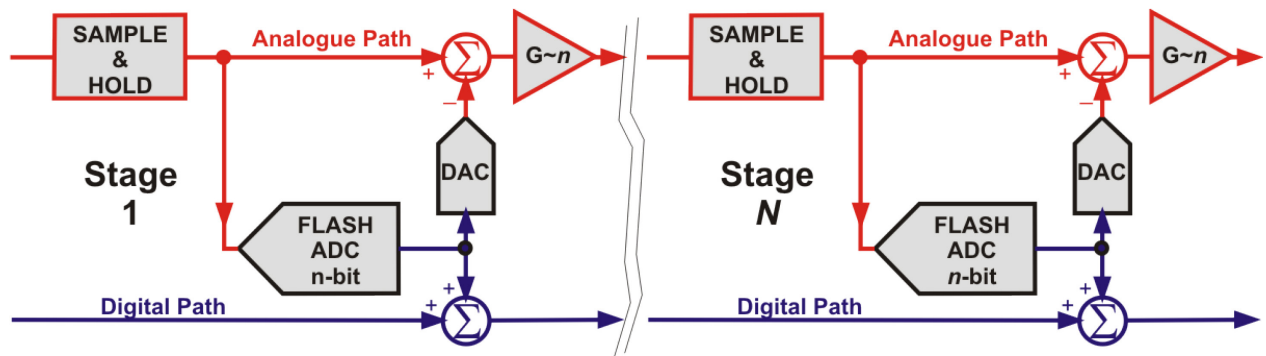 SAMPLE
&
HOLD
Analogue Path
+
Σ
−
G~n
DAC
Stage
1
FLASH
ADC
n-bit
Digital Path
+
+
Σ
SAMPLE
&
HOLD
Analogue Path
+
Σ
−
G~n
DAC
Stage
N
FLASH
ADC
n-bit
Digital Path
+
+
Σ